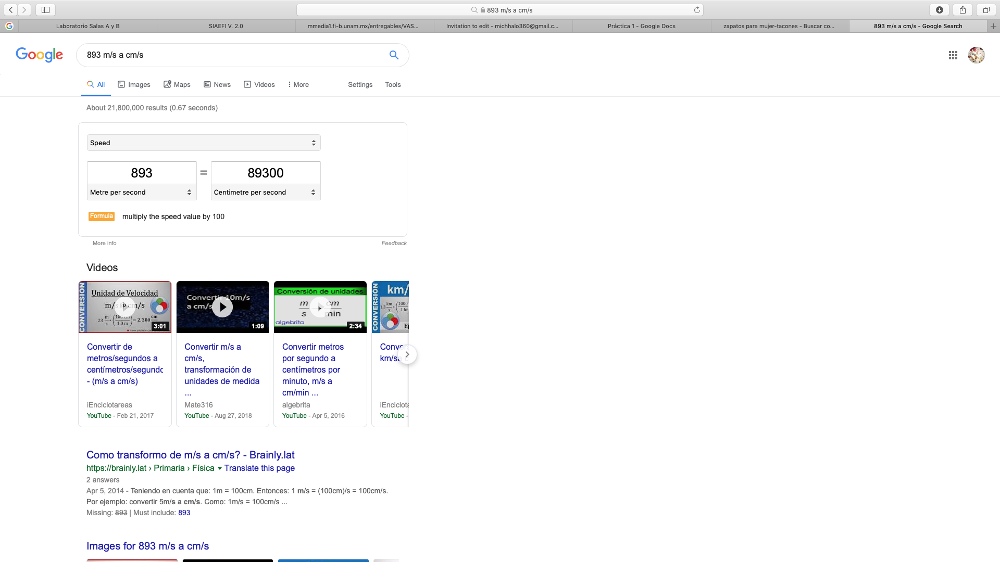 893 m/s a cm/s
Laboratorio Salas A y B
SIAEFI V. 2.0
mmedia1.fi-b.unam.mx/entregables/VAS...
Invitation to edit - michhalo360@gmail.c...
Práctica 1 - Google Docs
zapatos para mujer-tacones - Buscar co...
893 m/s a cm/s - Google Search
Google
893 m/s a cm/s
All Images Maps News Videos More Settings Tools
About 21,800,000 results (0.67 seconds)
Speed
893 = 89300
Metre per second Centimetre per second
Formula multiply the speed value by 100
More info Feedback
Videos
CONVERSIÓN
Unidad de Velocidad
3:01
Convertir 10m/s
a cm/s
1:09
Conversión de unidades
algebrita
2:34
CONVERSIÓN
km/
Convertir de
metros/segundos a
centímetros/segundo
- (m/s a cm/s)
iEnciclotareas
YouTube - Feb 21, 2017
Convertir m/s a
cm/s,
transformación de
unidades de medida
...
Mate316
YouTube - Aug 27, 2018
Convertir metros
por segundo a
centímetros por
minuto, m/s a
cm/min ...
algebrita
YouTube - Apr 5, 2016
iEnciclota
YouTube -
Como transformo de m/s a cm/s? - Brainly.lat
https://brainly.lat › Primaria › Física Translate this page
2 answers
Apr 5, 2014 - Teniendo en cuenta que: 1m = 100cm. Entonces: 1 m/s = (100cm)/s = 100cm/s.
Por ejemplo: convertir 5m/s a cm/s. Como: 1m/s = 100cm/s ...
Missing: 893 | Must include: 893
Images for 893 m/s a cm/s